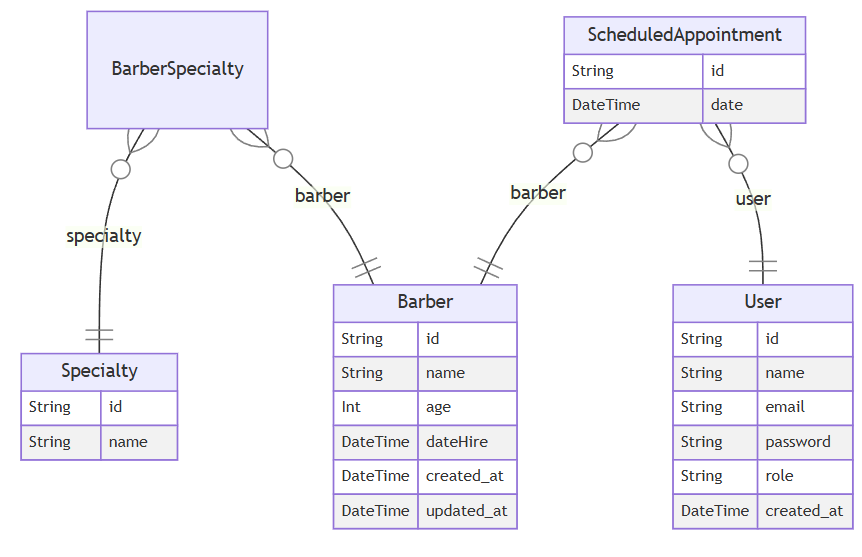 BarberSpecialty
ScheduledAppointment
String id
DateTime date
specialty
barber
barber
user
Specialty
String id
String name
Barber
String id
String name
Int age
DateTime dateHire
DateTime created_at
DateTime updated_at
User
String id
String name
String email
String password
String role
DateTime created_at